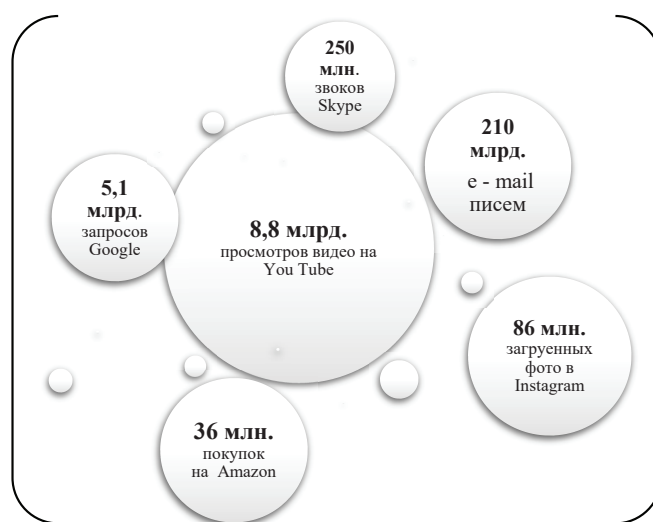 250
млн.
звоков
Skype
210
млрд.
e - mail
писем
5,1
млрд.
запросов
Google
8,8 млрд.
просмотров видео на
You Tube
86 млн.
загруенных
фото в
Instagram
36 млн.
покупок
на Amazon